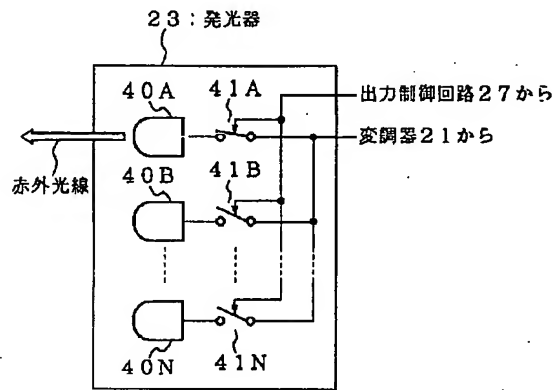 23：発光器
40A
41A
出力制御回路27から
変調器21から
赤外光線
40B
41B
40N
41N